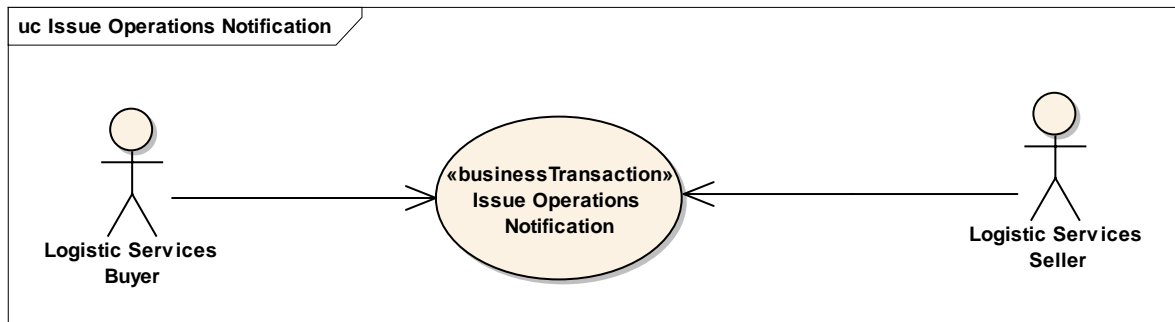 uc Issue Operations Notification
«businessTransaction»
Issue Operations
Notification
Logistic Services
Buyer
Logistic Services
Seller